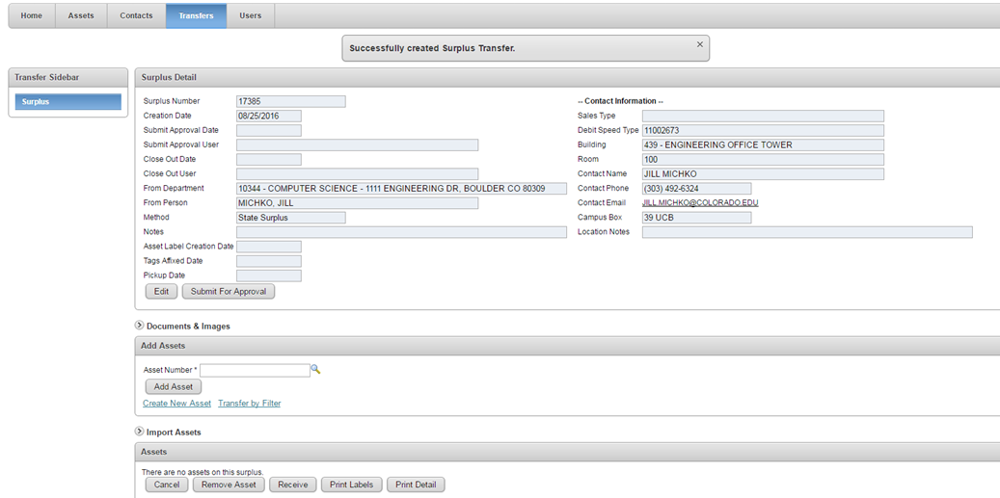 Home Assets Contacts Transfers Users
Successfully created Surplus Transfer.
Transfer Sidebar
Surplus
Surplus Detail
Surplus Number 17385
Creation Date 08/25/2016
Submit Approval Date
Submit Approval User
Close Out Date
Close Out User
From Department 10344 - COMPUTER SCIENCE - 1111 ENGINEERING DR, BOULDER CO 80309
From Person MICHKO, JILL
Method State Surplus
Notes
Asset Label Creation Date
Tags Affixed Date
Pickup Date
Edit Submit For Approval
-- Contact Information --
Sales Type
Debit Speed Type 11002673
Building 439 - ENGINEERING OFFICE TOWER
Room 100
Contact Name JILL MICHKO
Contact Phone (303) 492-6324
Contact Email JILL.MICHKO@COLORADO.EDU
Campus Box 39 UCB
Location Notes
Documents & Images
Add Assets
Asset Number *
Add Asset
Create New Asset Transfer by Filter
Import Assets
Assets
There are no assets on this surplus.
Cancel Remove Asset Receive Print Labels Print Detail